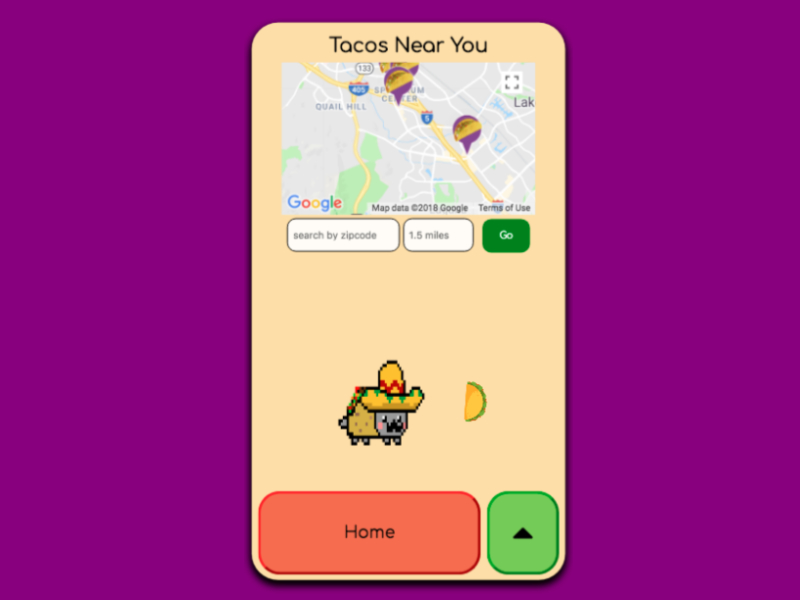 Tacos Near You
133
405
SPECTRUM
CENTER
QUAIL HILL
5
Lak
Google
Map data ©2018 Google Terms of Use
search by zipcode
1.5 miles
Go
Home